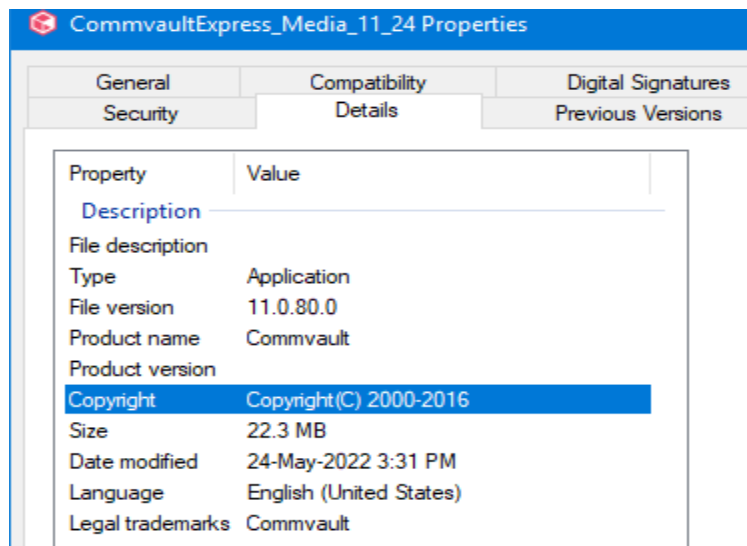 CommvaultExpress_Media_11_24 Properties
General Compatibility Digital Signatures
Security Details Previous Versions
Property Value
Description
File description
Type Application
File version 11.0.80.0
Product name Commvault
Product version
Copyright Copyright(C) 2000-2016
Size 22.3 MB
Date modified 24-May-2022 3:31 PM
Language English (United States)
Legal trademarks Commvault